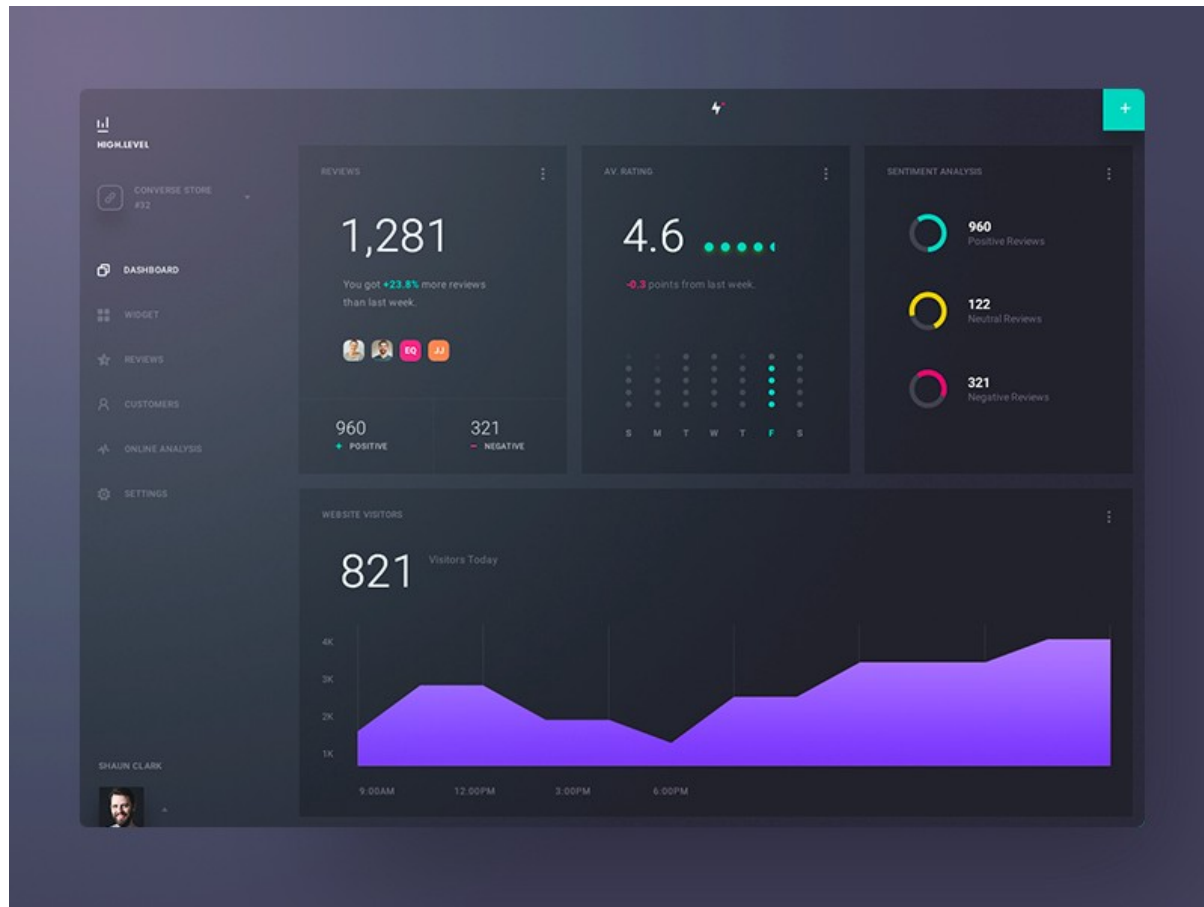 HIGH.LEVEL
CONVERSE STORE
#32
DASHBOARD
WIDGET
REVIEWS
CUSTOMERS
ONLINE ANALYSIS
SETTINGS
SHAUN CLARK
+
REVIEWS
1,281
You got +23.8% more reviews
than last week.
EQ JJ
960
+ POSITIVE
321
– NEGATIVE
AV. RATING
4.6
-0.3 points from last week.
S M T W T F S
SENTIMENT ANALYSIS
960
Positive Reviews
122
Neutral Reviews
321
Negative Reviews
WEBSITE VISITORS
821 Visitors Today
4K
3K
2K
1K
9:00AM 12.00PM 3:00PM 6:00PM